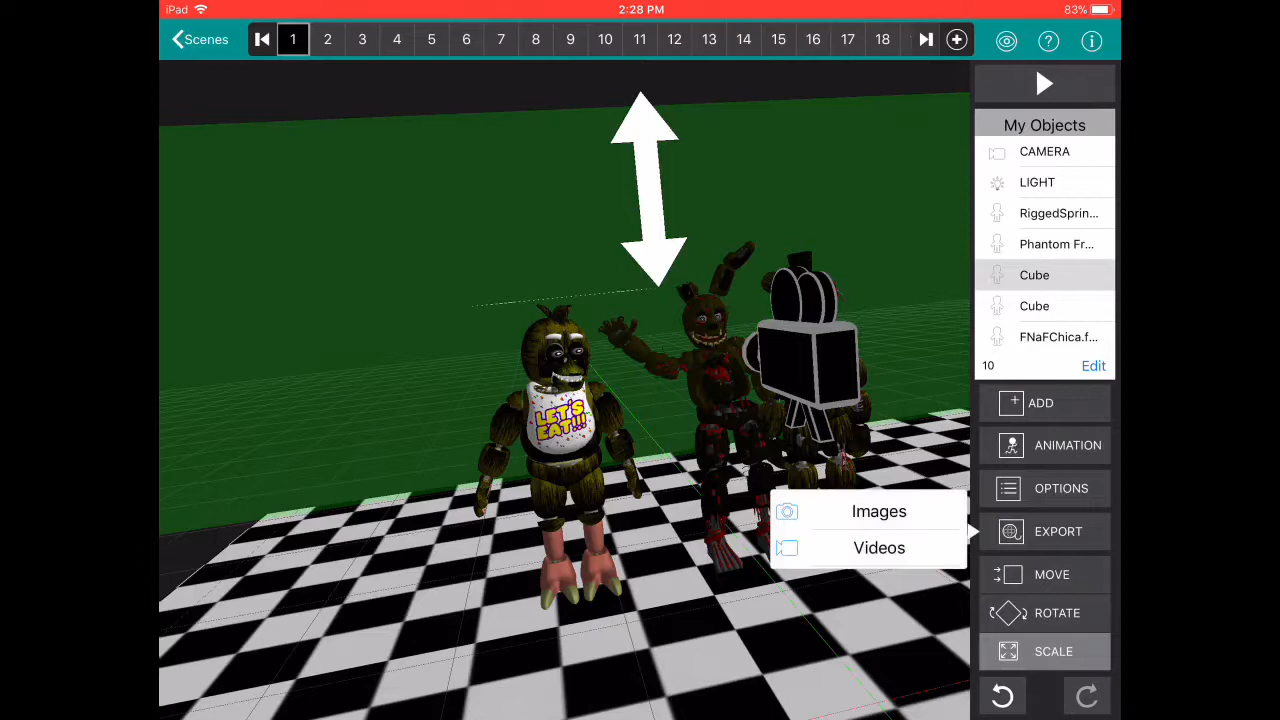 iPad 2:28 PM 83%
Scenes 1 2 3 4 5 6 7 8 9 10 11 12 13 14 15 16 17 18
My Objects
CAMERA
LIGHT
RiggedSprin...
Phantom Fr...
Cube
Cube
FNaFChica.f...
10 Edit
ADD
ANIMATION
OPTIONS
EXPORT
MOVE
ROTATE
SCALE
Images
Videos
LET'S
EAT!!!